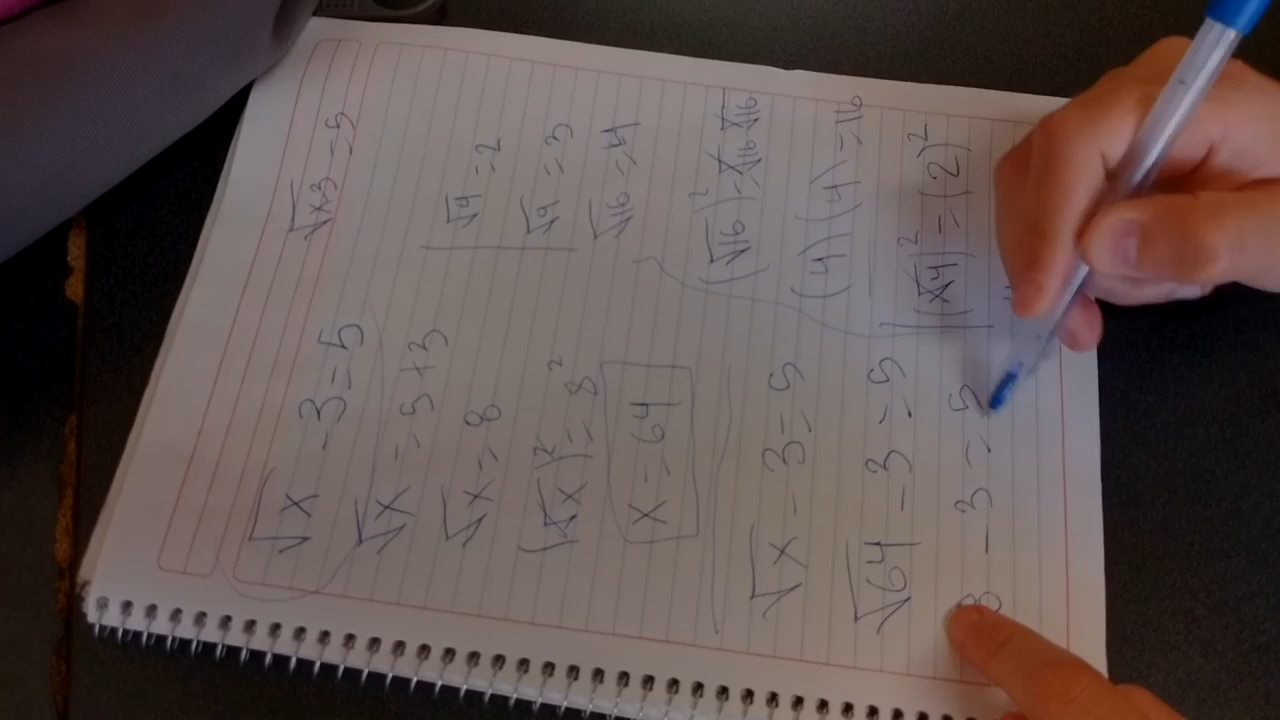 √x - 3 = 5
√x = 5 + 3
√x = 8
(√x)² = 8²
x = 64
√x - 3 = 5
√64 - 3 = 5
8 - 3 = 5
√x3 = 5
√4 = 2
√9 = 3
√16 = 4
(√16)² = √16 √16
(4)(4) = 16
(√4)² = (2)²